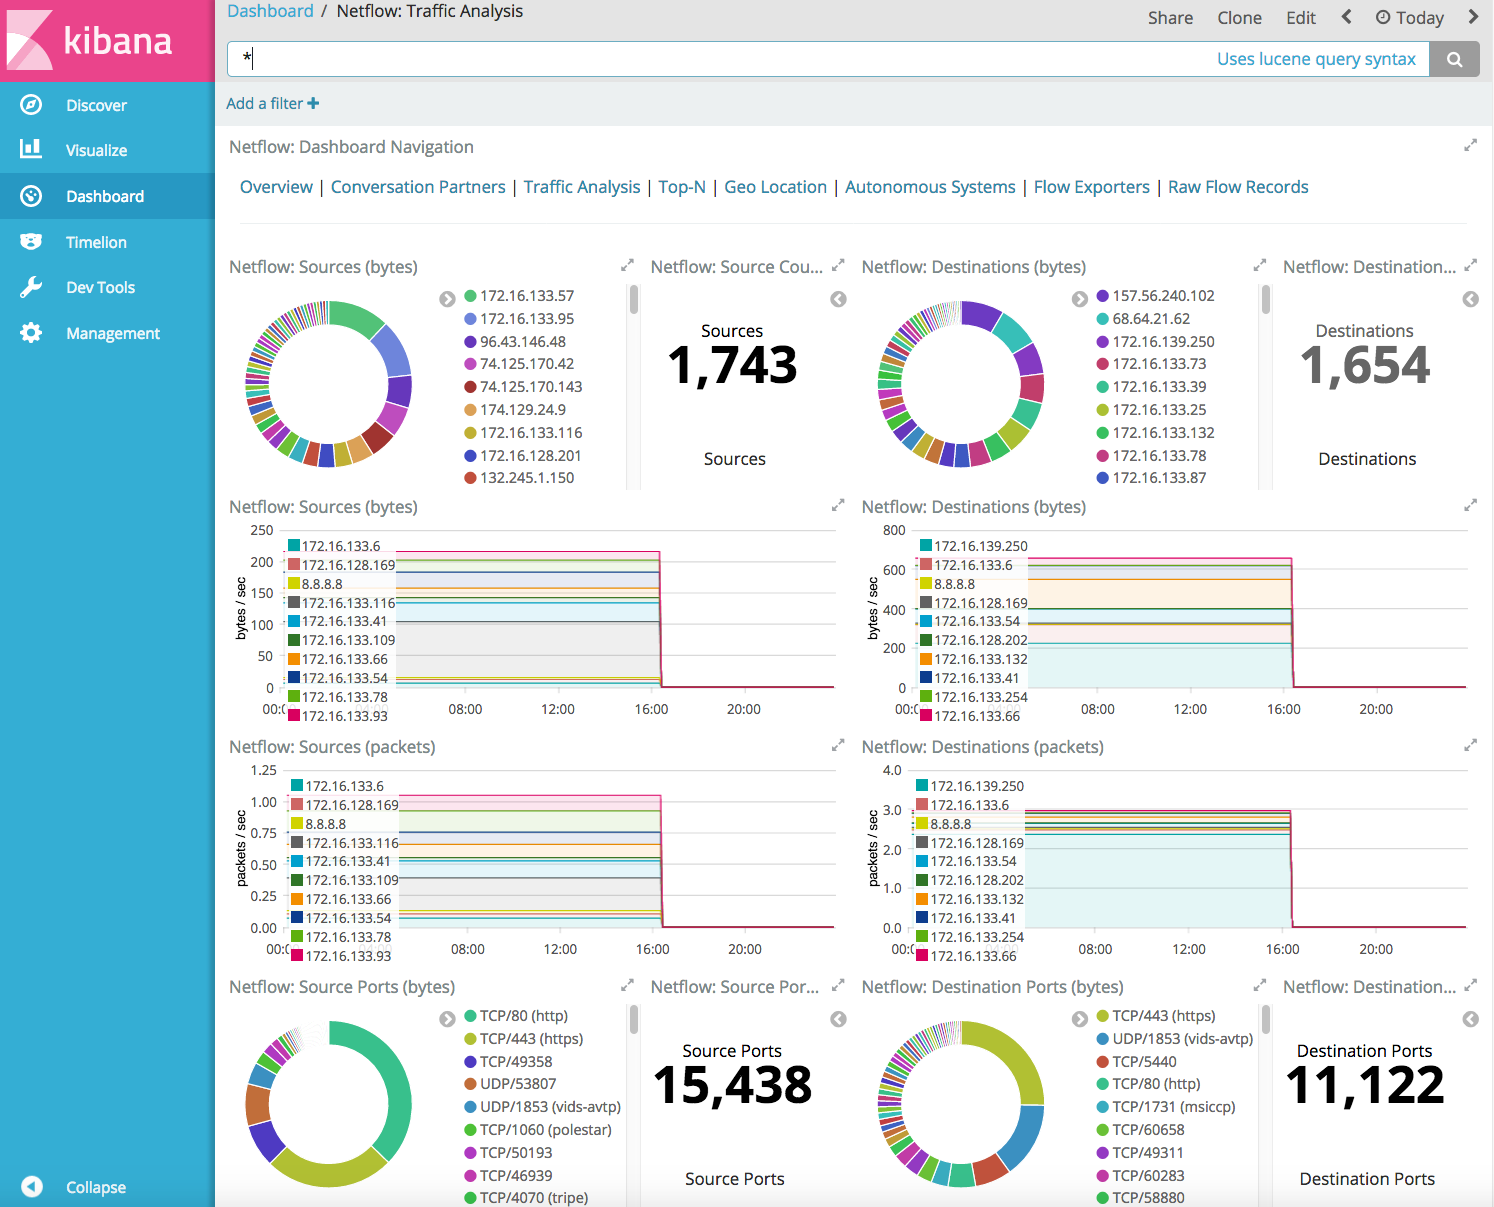 kibana
Discover
Visualize
Dashboard
Timelion
Dev Tools
Management
Collapse
Dashboard / Netflow: Traffic Analysis
Share Clone Edit Today
* Uses lucene query syntax
Add a filter +
Netflow: Dashboard Navigation
Overview | Conversation Partners | Traffic Analysis | Top-N | Geo Location | Autonomous Systems | Flow Exporters | Raw Flow Records
Netflow: Sources (bytes)
172.16.133.57
172.16.133.95
96.43.146.48
74.125.170.42
74.125.170.143
174.129.24.9
172.16.133.116
172.16.128.201
132.245.1.150
Netflow: Source Cou...
Sources
1,743
Sources
Netflow: Destinations (bytes)
157.56.240.102
68.64.21.62
172.16.139.250
172.16.133.73
172.16.133.39
172.16.133.25
172.16.133.132
172.16.133.78
172.16.133.87
Netflow: Destination...
Destinations
1,654
Destinations
Netflow: Sources (bytes)
250
200
150
100
50
0
bytes / sec
172.16.133.6
172.16.128.169
8.8.8.8
172.16.133.116
172.16.133.41
172.16.133.109
172.16.133.66
172.16.133.54
172.16.133.78
172.16.133.93
00:0 08:00 12:00 16:00 20:00
Netflow: Destinations (bytes)
800
600
400
200
0
bytes / sec
172.16.139.250
172.16.133.6
8.8.8.8
172.16.128.169
172.16.133.54
172.16.128.202
172.16.133.132
172.16.133.41
172.16.133.254
172.16.133.66
00:0 08:00 12:00 16:00 20:00
Netflow: Sources (packets)
1.25
1.00
0.75
0.50
0.25
0.00
packets / sec
172.16.133.6
172.16.128.169
8.8.8.8
172.16.133.116
172.16.133.41
172.16.133.109
172.16.133.66
172.16.133.54
172.16.133.78
172.16.133.93
00:0 08:00 12:00 16:00 20:00
Netflow: Destinations (packets)
4.0
3.0
2.0
1.0
0.0
packets / sec
172.16.139.250
172.16.133.6
8.8.8.8
172.16.128.169
172.16.133.54
172.16.128.202
172.16.133.132
172.16.133.41
172.16.133.254
172.16.133.66
00:0 08:00 12:00 16:00 20:00
Netflow: Source Ports (bytes)
TCP/80 (http)
TCP/443 (https)
TCP/49358
UDP/53807
UDP/1853 (vids-avtp)
TCP/1060 (polestar)
TCP/50193
TCP/46939
TCP/4070 (tripe)
Netflow: Source Por...
Source Ports
15,438
Source Ports
Netflow: Destination Ports (bytes)
TCP/443 (https)
UDP/1853 (vids-avtp)
TCP/5440
TCP/80 (http)
TCP/1731 (msiccp)
TCP/60658
TCP/49311
TCP/60283
TCP/58880
Netflow: Destination...
Destination Ports
11,122
Destination Ports